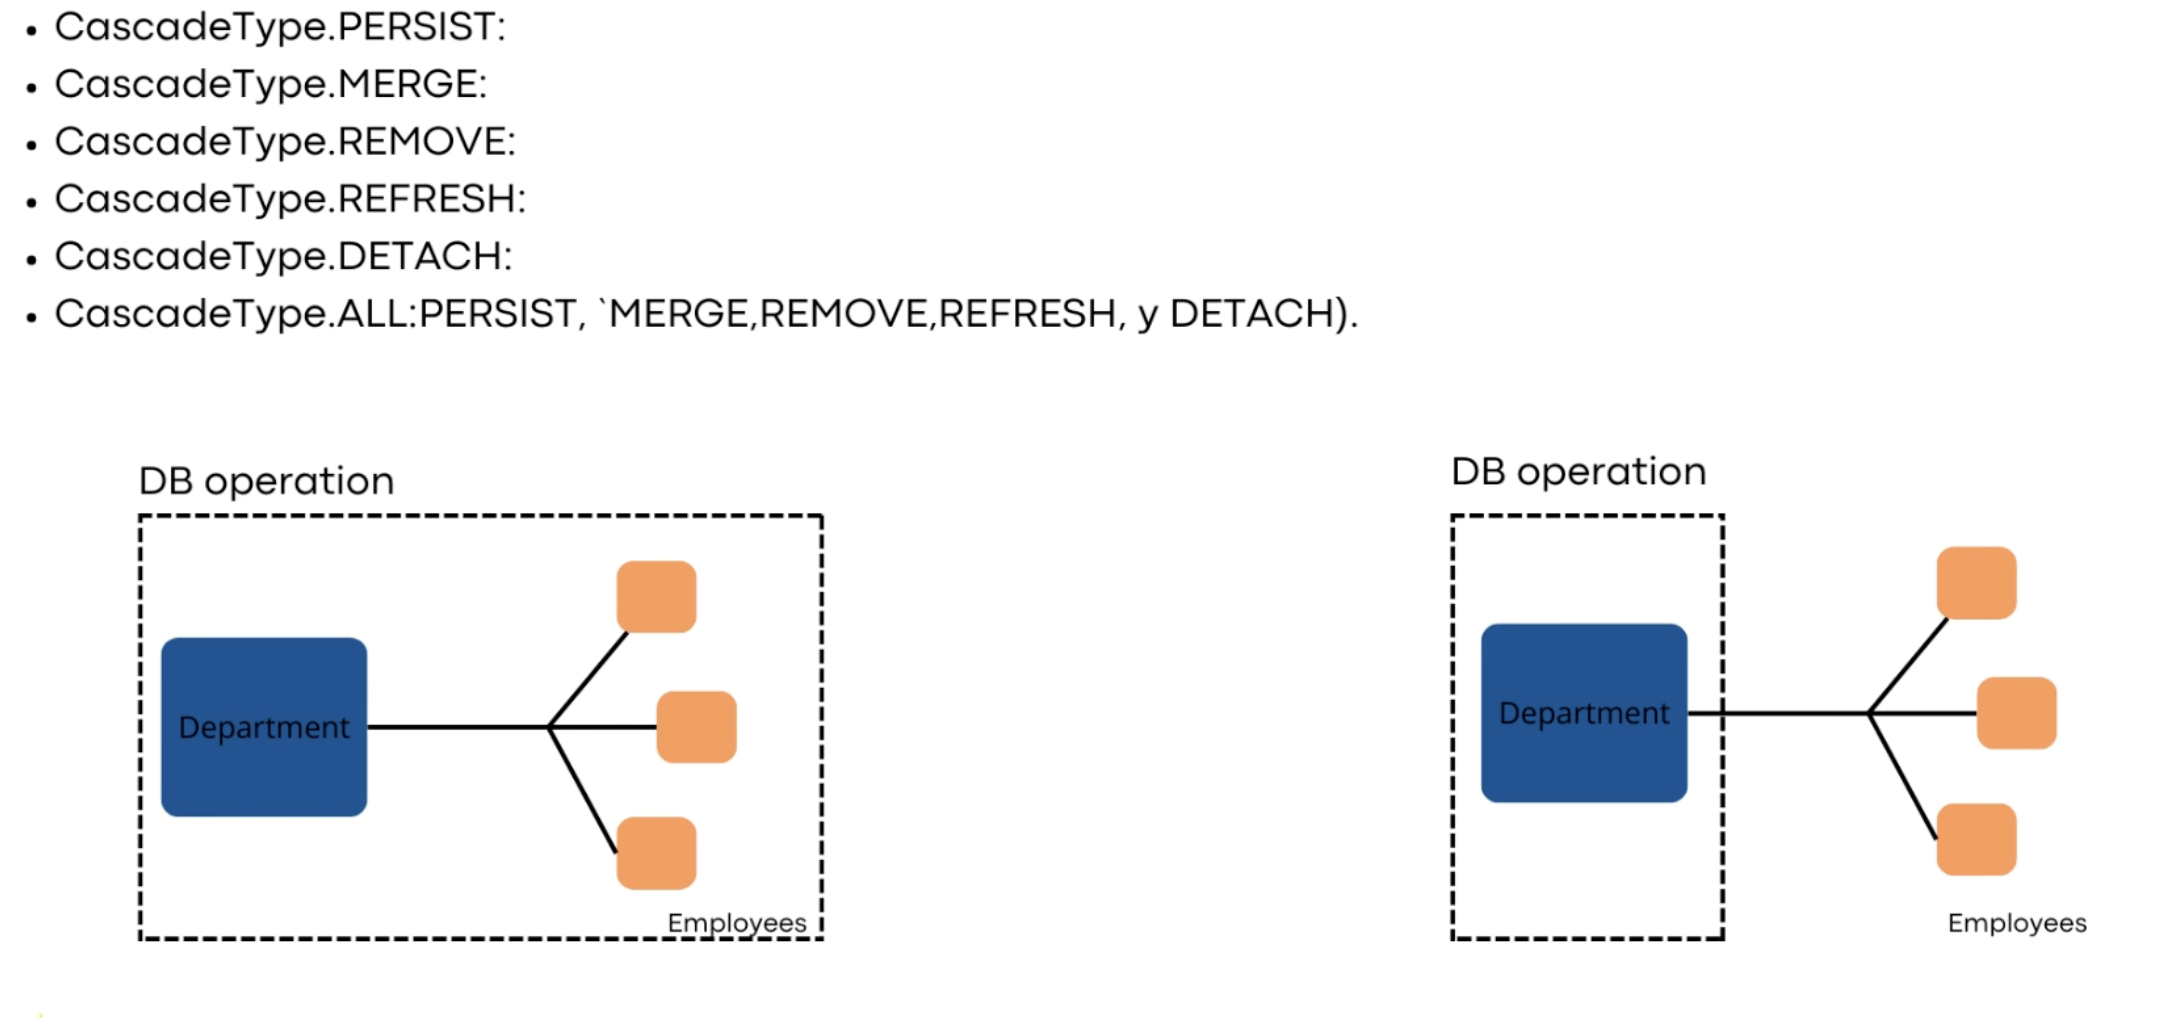 • CascadeType.PERSIST:
• CascadeType.MERGE:
• CascadeType.REMOVE:
• CascadeType.REFRESH:
• CascadeType.DETACH:
• CascadeType.ALL:PERSIST, `MERGE,REMOVE,REFRESH, y DETACH).
DB operation
Department
Employees
DB operation
Department
Employees